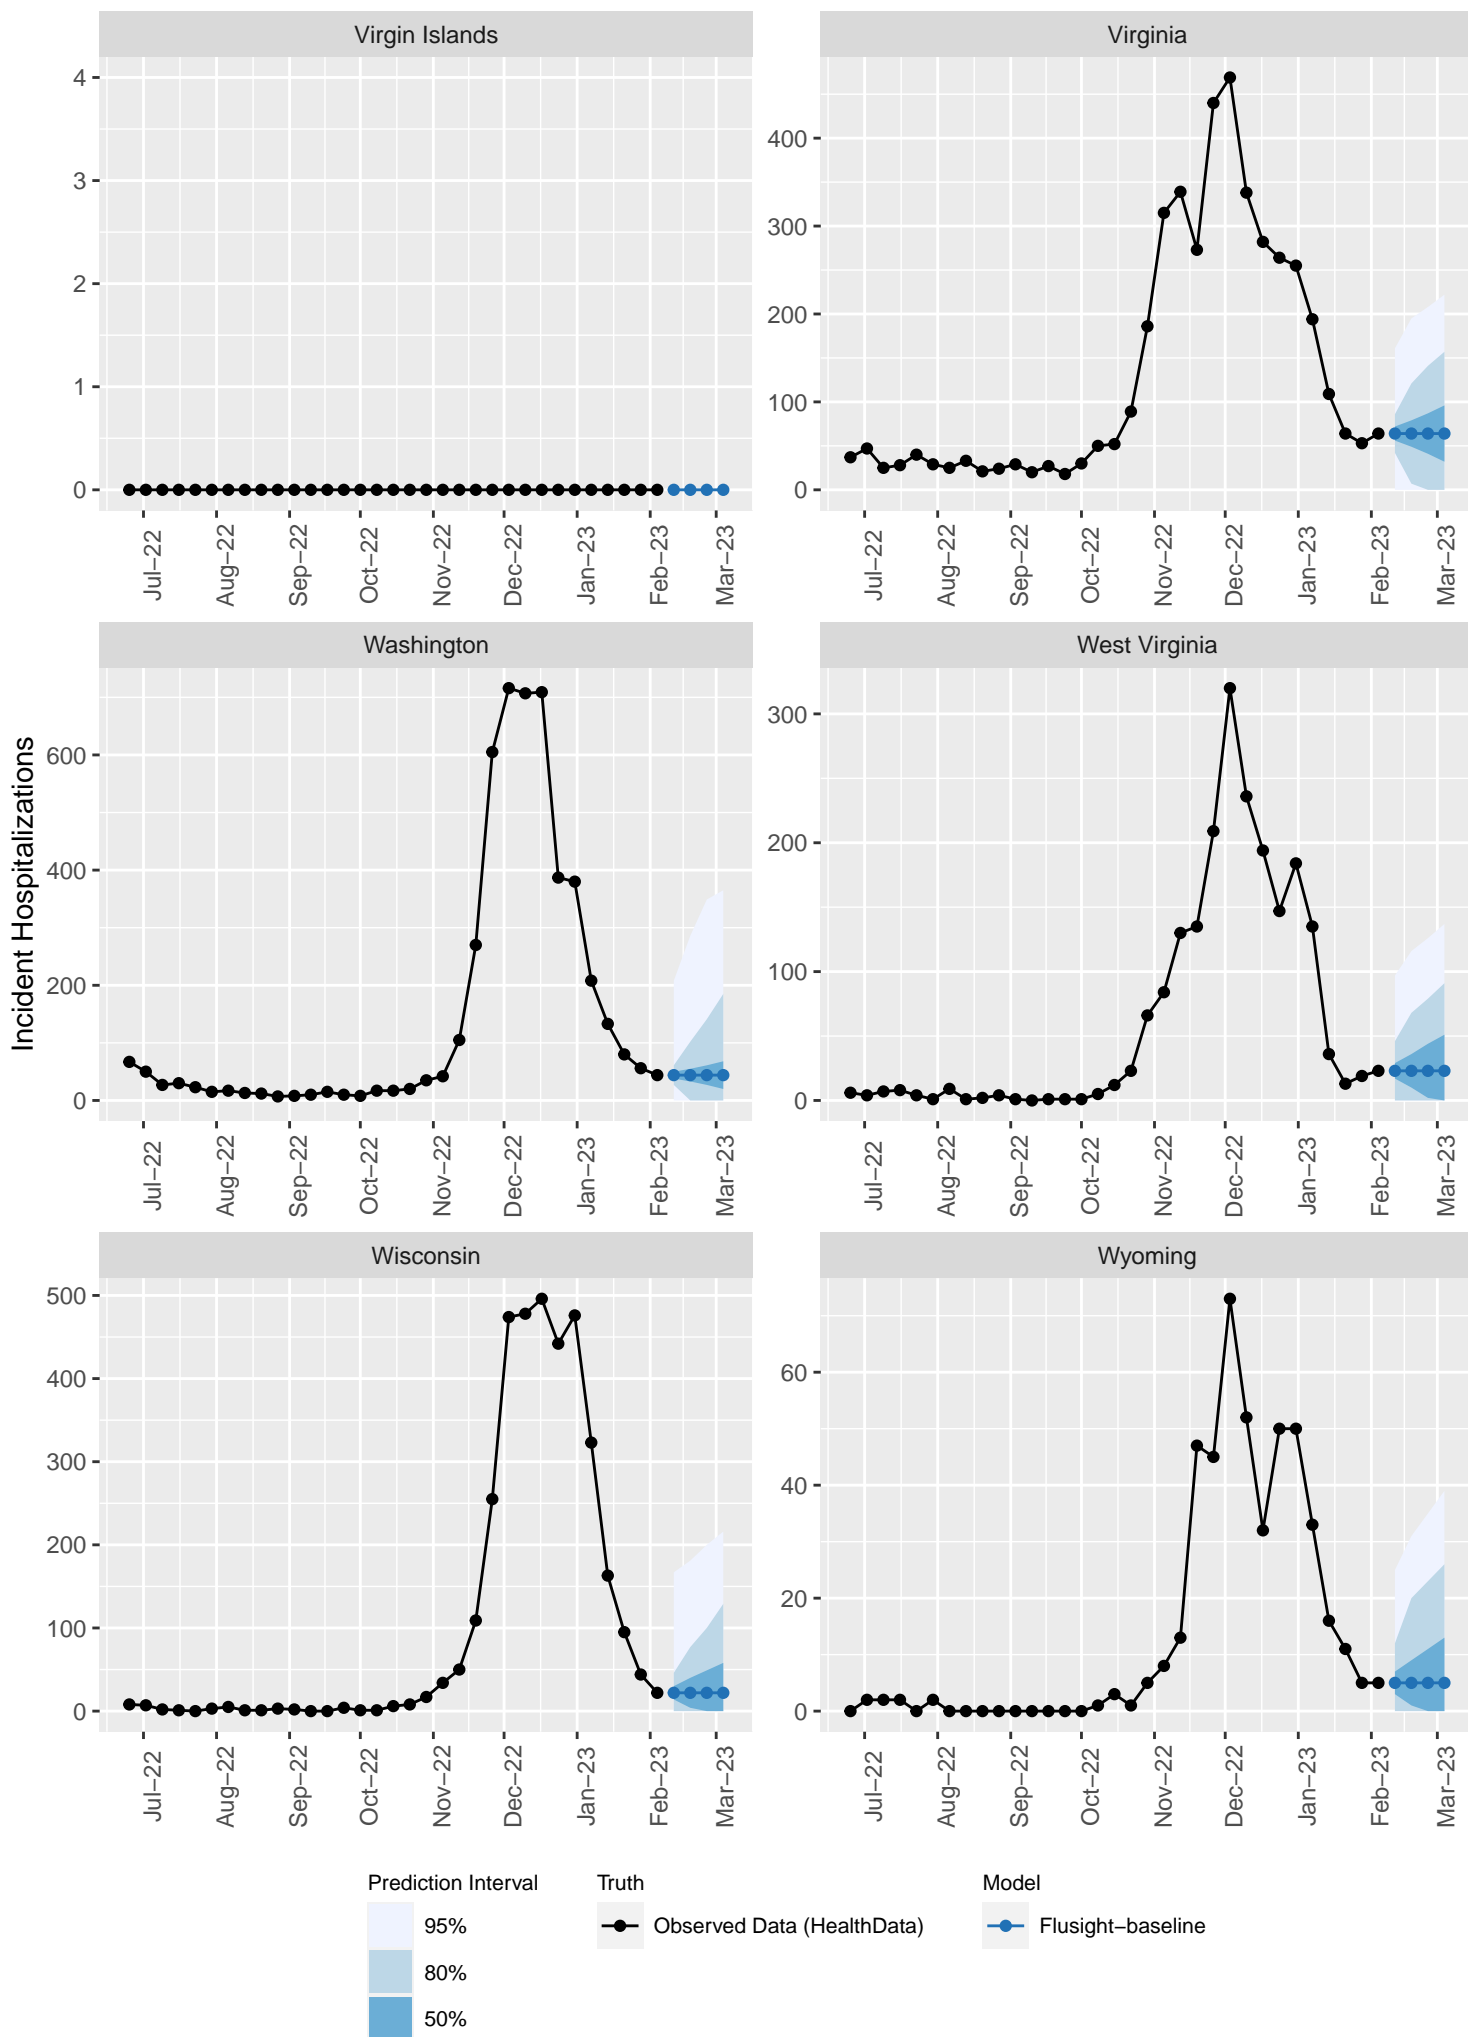 Virgin Islands
Virginia
4
3
2
1
0
400
300
200
100
0
Jul−22
Aug−22
Sep−22
Oct−22
Nov−22
Dec−22
Jan−23
Feb−23
Mar−23
Jul−22
Aug−22
Sep−22
Oct−22
Nov−22
Dec−22
Jan−23
Feb−23
Mar−23
Washington
West Virginia
Incident Hospitalizations
600
400
200
0
300
200
100
0
Jul−22
Aug−22
Sep−22
Oct−22
Nov−22
Dec−22
Jan−23
Feb−23
Mar−23
Jul−22
Aug−22
Sep−22
Oct−22
Nov−22
Dec−22
Jan−23
Feb−23
Mar−23
Wisconsin
Wyoming
500
400
300
200
100
0
60
40
20
0
Jul−22
Aug−22
Sep−22
Oct−22
Nov−22
Dec−22
Jan−23
Feb−23
Mar−23
Jul−22
Aug−22
Sep−22
Oct−22
Nov−22
Dec−22
Jan−23
Feb−23
Mar−23
Prediction Interval
95%
80%
50%
Truth
Observed Data (HealthData)
Model
Flusight−baseline